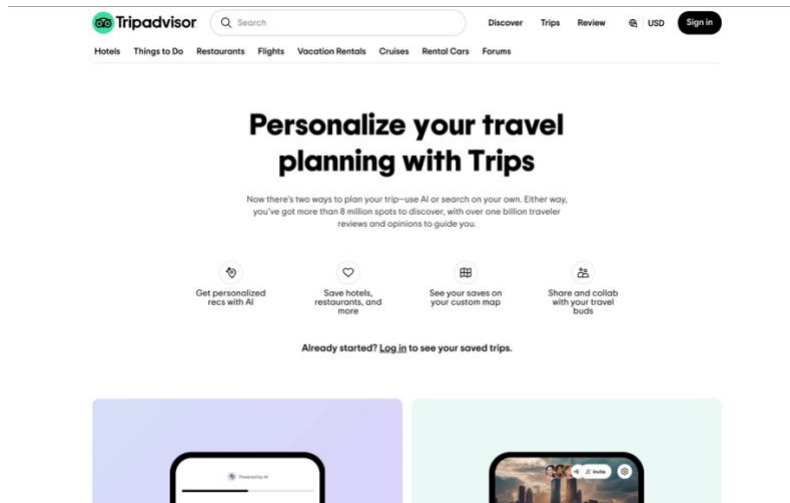 Tripadvisor
Search
Discover Trips Review USD Sign in
Hotels Things to Do Restaurants Flights Vacation Rentals Cruises Rental Cars Forums
Personalize your travel
planning with Trips
Now there's two ways to plan your trip—use AI or search on your own. Either way,
you've got more than 8 million spots to discover, with over one billion traveler
reviews and opinions to guide you.
Get personalized
recs with AI
Save hotels,
restaurants, and
more
See your saves on
your custom map
Share and collab
with your travel
buds
Already started? Log in to see your saved trips.
Powered by AI
Invite